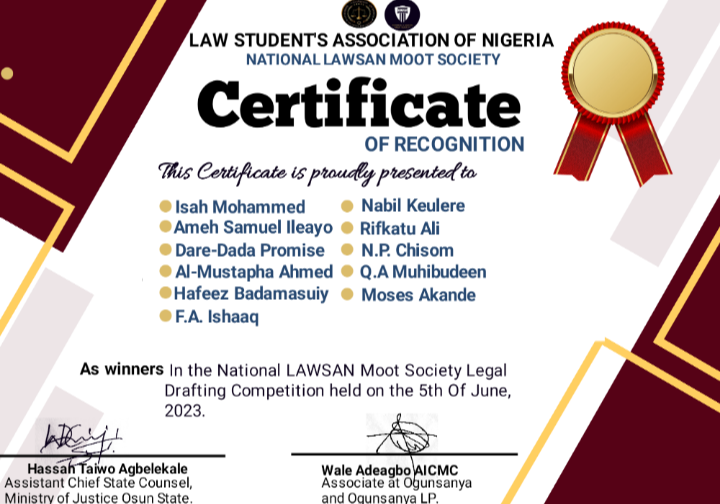 LAW STUDENT'S ASSOCIATION OF NIGERIA
NATIONAL LAWSAN MOOT SOCIETY
Certificate
OF RECOGNITION
This Certificate is proudly presented to
Isah Mohammed
Ameh Samuel Ileayo
Dare-Dada Promise
Al-Mustapha Ahmed
Hafeez Badamasuiy
F.A. Ishaaq
Nabil Keulere
Rifkatu Ali
N.P. Chisom
Q.A Muhibudeen
Moses Akande
As winners In the National LAWSAN Moot Society Legal
Drafting Competition held on the 5th Of June,
2023.
Hassah Taiwo Agbelekale
Assistant Chief State Counsel,
Ministry of Justice Osun State.
Wale Adeagbo AICMC
Associate at Ogunsanya
and Ogunsanya LP.